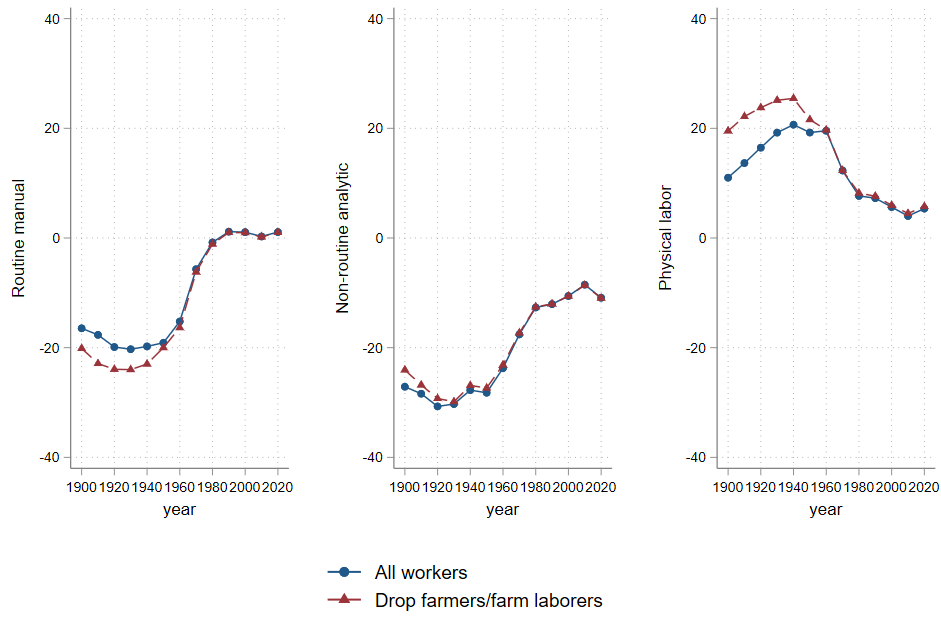 40
20
0
-20
-40
Routine manual
1900 1920 1940 1960 1980 2000 2020
year
40
20
0
-20
-40
Non-routine analytic
1900 1920 1940 1960 1980 2000 2020
year
40
20
0
-20
-40
Physical labor
1900 1920 1940 1960 1980 2000 2020
year
All workers
Drop farmers/farm laborers